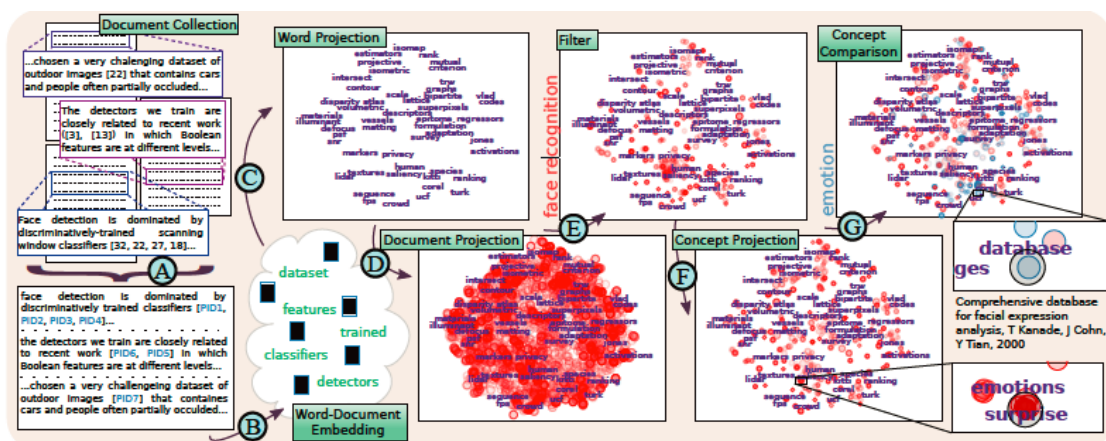 Document Collection
...chosen a very chalenging dataset of
outdoor images [22] that contains cars
and people often partially occluded...
The detectors we train are
closely related to recent work
([3], [13]) in which Boolean
features are at different levels...
Face detection is dominated by
discriminatively-trained scanning
window classifiers [32, 22, 27, 18]...
A
face detection is dominated by
discriminatively trained classifiers [PID1,
PID2, PID3, PID4]...
the detectors we train are closely related
to recent work [PID6, PID5] in which
Boolean features are at different levels...
...chosen a very challengeing dataset of
outdoor images [PID7] that containes
cars and people often partially occulded...
B
C
dataset
features
trained
classifiers
detectors
Word-Document
Embedding
Word Projection
isomap
estimators rank
projective mutual
isometric criterion
intersect trw
contour graphs
scale bipartite vlad
disparity atlas lattice codes
volumetric superpixels
materials descriptors
illuminant vessels epitome regressors
defocus matting formulation
psf adaptation
snr survey jones
markers privacy activations
human
textures saliency species
lidar kitti ranking
corel
sequence ucf turk
fps crowd
D
Document Projection
E
face recognition
Filter
F
Concept Projection
G
emotion
Concept
Comparison
database
ges
Comprehensive database
for facial expression
analysis, T Kanade, J Cohn,
Y Tian, 2000
emotions
surprise